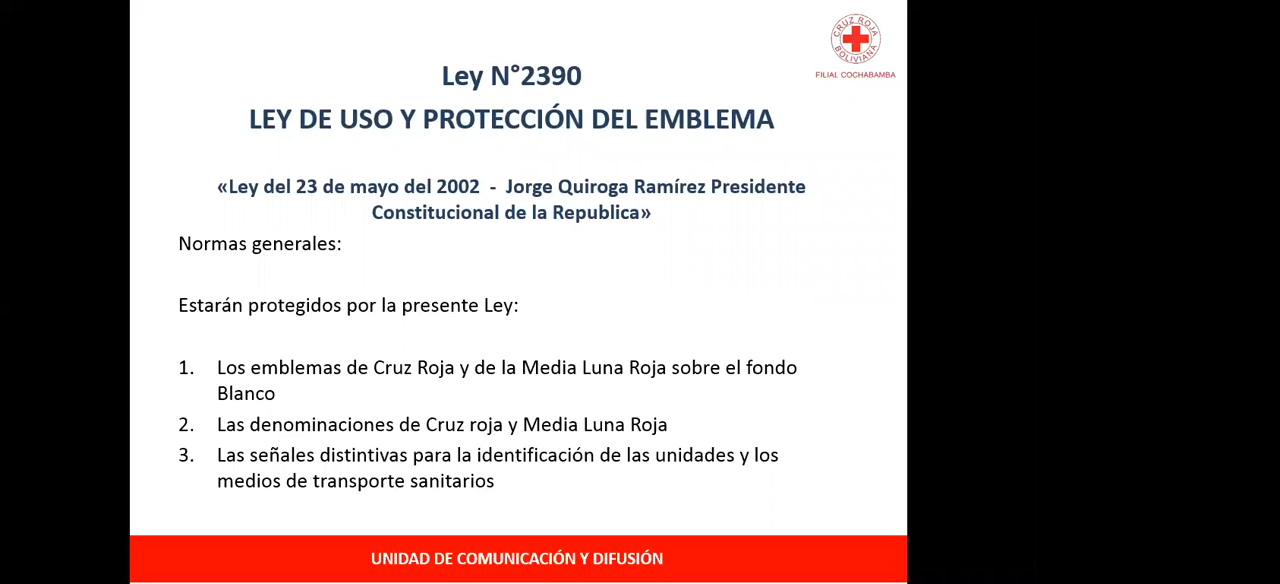 CRUZ ROJA
BOLIVIANA
FILIAL COCHABAMBA
Ley N°2390
LEY DE USO Y PROTECCIÓN DEL EMBLEMA
«Ley del 23 de mayo del 2002 - Jorge Quiroga Ramírez Presidente
Constitucional de la Republica»
Normas generales:
Estarán protegidos por la presente Ley:
1. Los emblemas de Cruz Roja y de la Media Luna Roja sobre el fondo
Blanco
2. Las denominaciones de Cruz roja y Media Luna Roja
3. Las señales distintivas para la identificación de las unidades y los
medios de transporte sanitarios
UNIDAD DE COMUNICACIÓN Y DIFUSIÓN